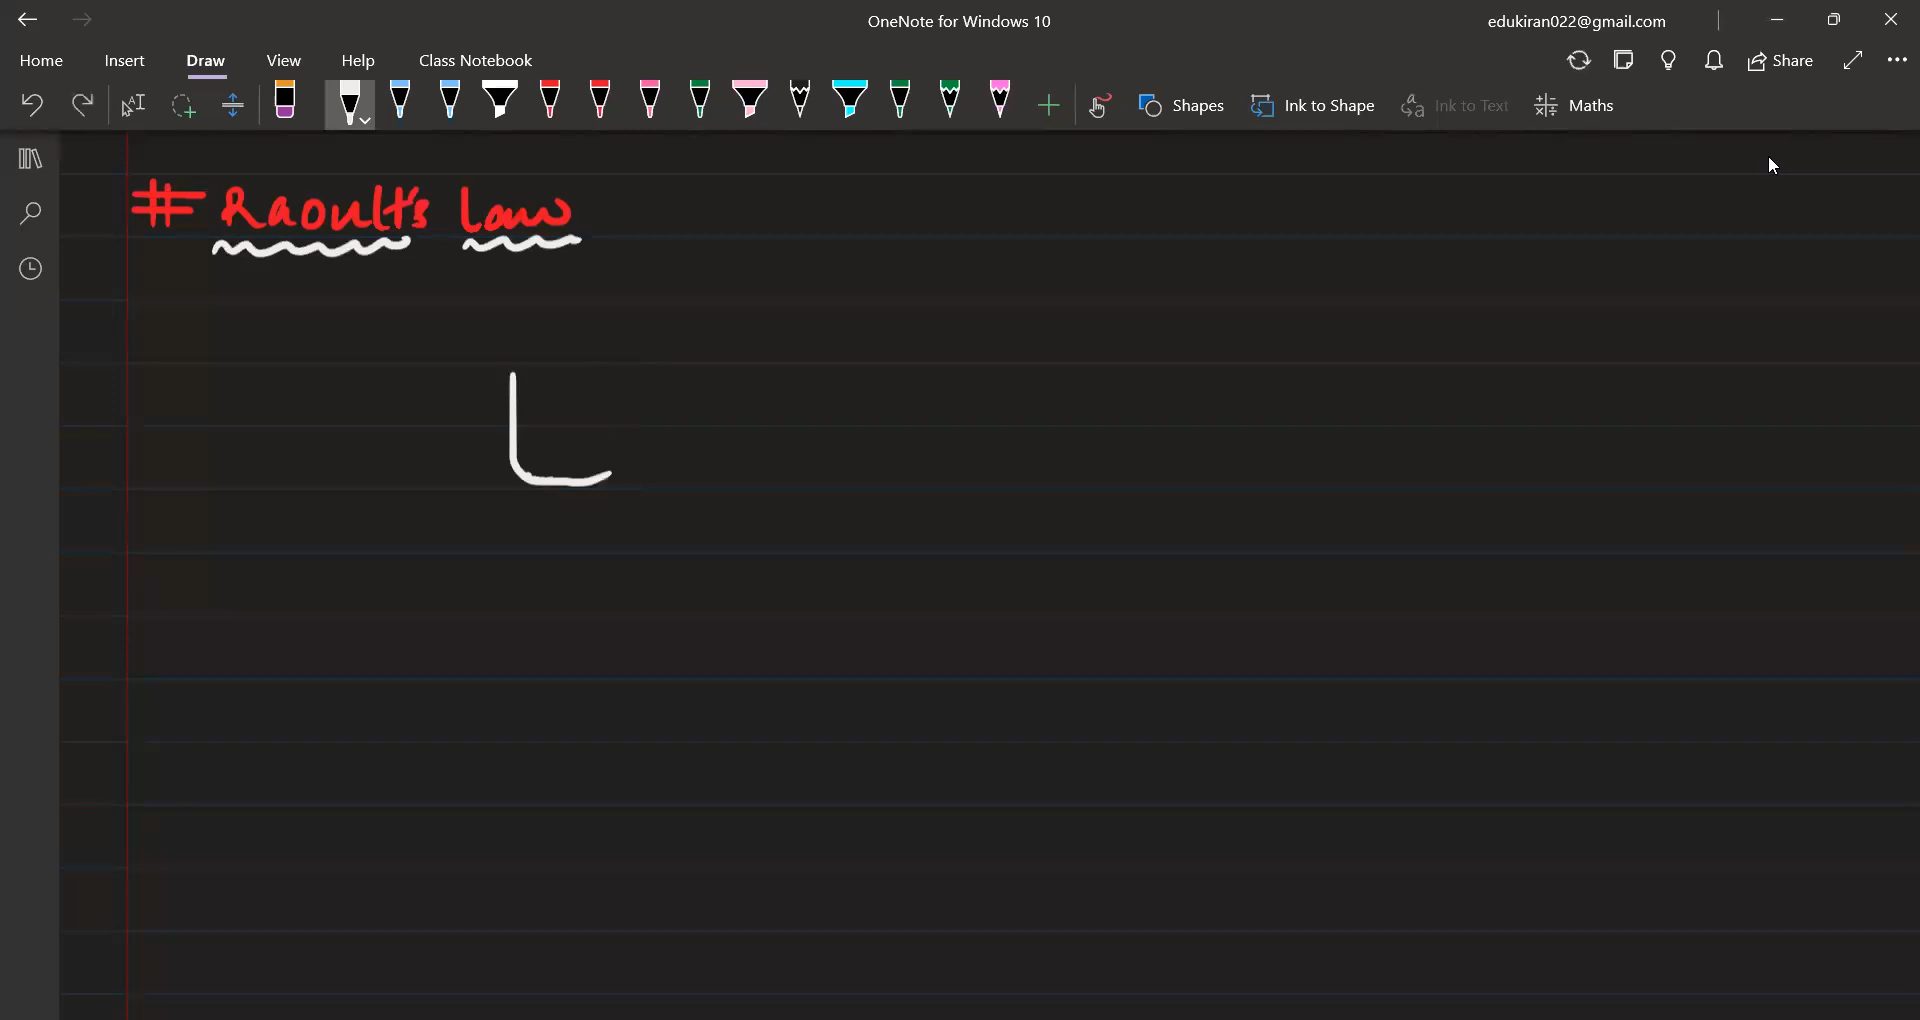 OneNote for Windows 10
edukiran022@gmail.com
Home Insert Draw View Help Class Notebook Share
Shapes Ink to Shape Ink to Text Maths
# Raoult's Law